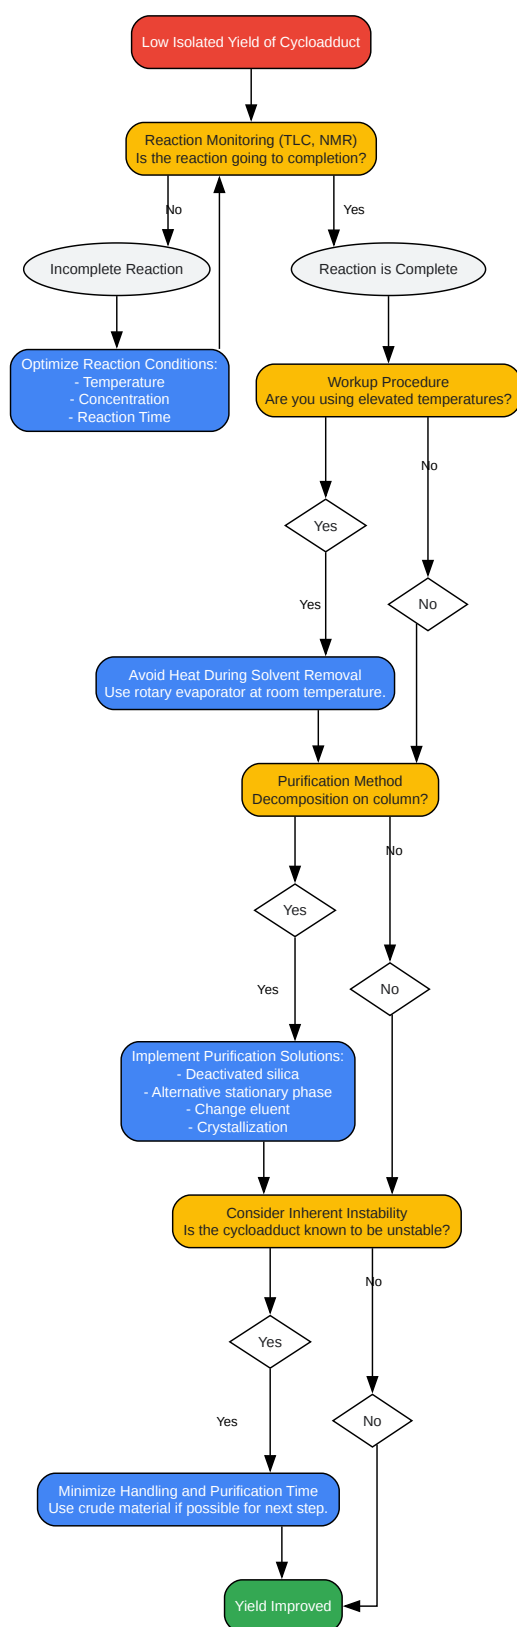 Low Isolated Yield of Cycloadduct
Reaction Monitoring (TLC, NMR)
Is the reaction going to completion?
No
Yes
Incomplete Reaction
Reaction is Complete
Optimize Reaction Conditions:
- Temperature
- Concentration
- Reaction Time
Workup Procedure
Are you using elevated temperatures?
No
Yes
No
Yes
Avoid Heat During Solvent Removal
Use rotary evaporator at room temperature.
Purification Method
Decomposition on column?
No
Yes
No
Yes
Implement Purification Solutions:
- Deactivated silica
- Alternative stationary phase
- Change eluent
- Crystallization
Consider Inherent Instability
Is the cycloadduct known to be unstable?
No
Yes
No
Yes
Minimize Handling and Purification Time
Use crude material if possible for next step.
Yield Improved